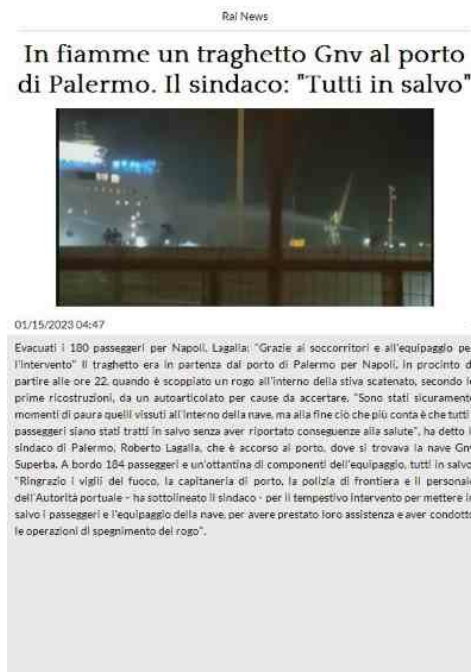 Rai News
In fiamme un traghetto Gnv al porto
di Palermo. Il sindaco: "Tutti in salvo"
01/15/2023 04:47
Evacuati i 180 passeggeri per Napoli. Lagalla: "Grazie ai soccorritori e all'equipaggio pe
l'intervento" Il traghetto era in partenza dal porto di Palermo per Napoli, in procinto d
partire alle ore 22, quando è scoppiato un rogo all'interno della stiva scatenato, secondo le
prime ricostruzioni, da un autoarticolato per cause da accertare. "Sono stati sicuramente
momenti di paura quelli vissuti all'interno della nave, ma alla fine ciò che più conta è che tutti i
passeggeri siano stati tratti in salvo senza aver riportato conseguenze alla salute", ha detto i
sindaco di Palermo, Roberto Lagalla, che è accorso al porto, dove si trovava la nave Gnv
Superba. A bordo 184 passeggeri e un'ottantina di componenti dell'equipaggio, tutti in salvo
"Ringrazio i vigili del fuoco, la capitaneria di porto, la polizia di frontiera e il personale
dell'Autorità portuale - ha sottolineato il sindaco - per il tempestivo intervento per mettere in
salvo i passeggeri e l'equipaggio della nave, per avere prestato loro assistenza e aver condotto
le operazioni di spegnimento del rogo".